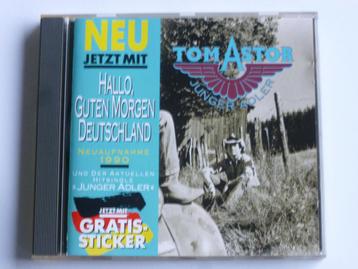 NEU
JETZT MIT
HALLO,
GUTEN MORGEN
DEUTSCHLAND
NEUAUFNAHME
1990
UND DER AKTUELLEN
HITSINGLE
»JUNGER ADLER«
JETZT MIT
GRATIS-
STICKER
TOM ASTOR
JUNGER ADLER